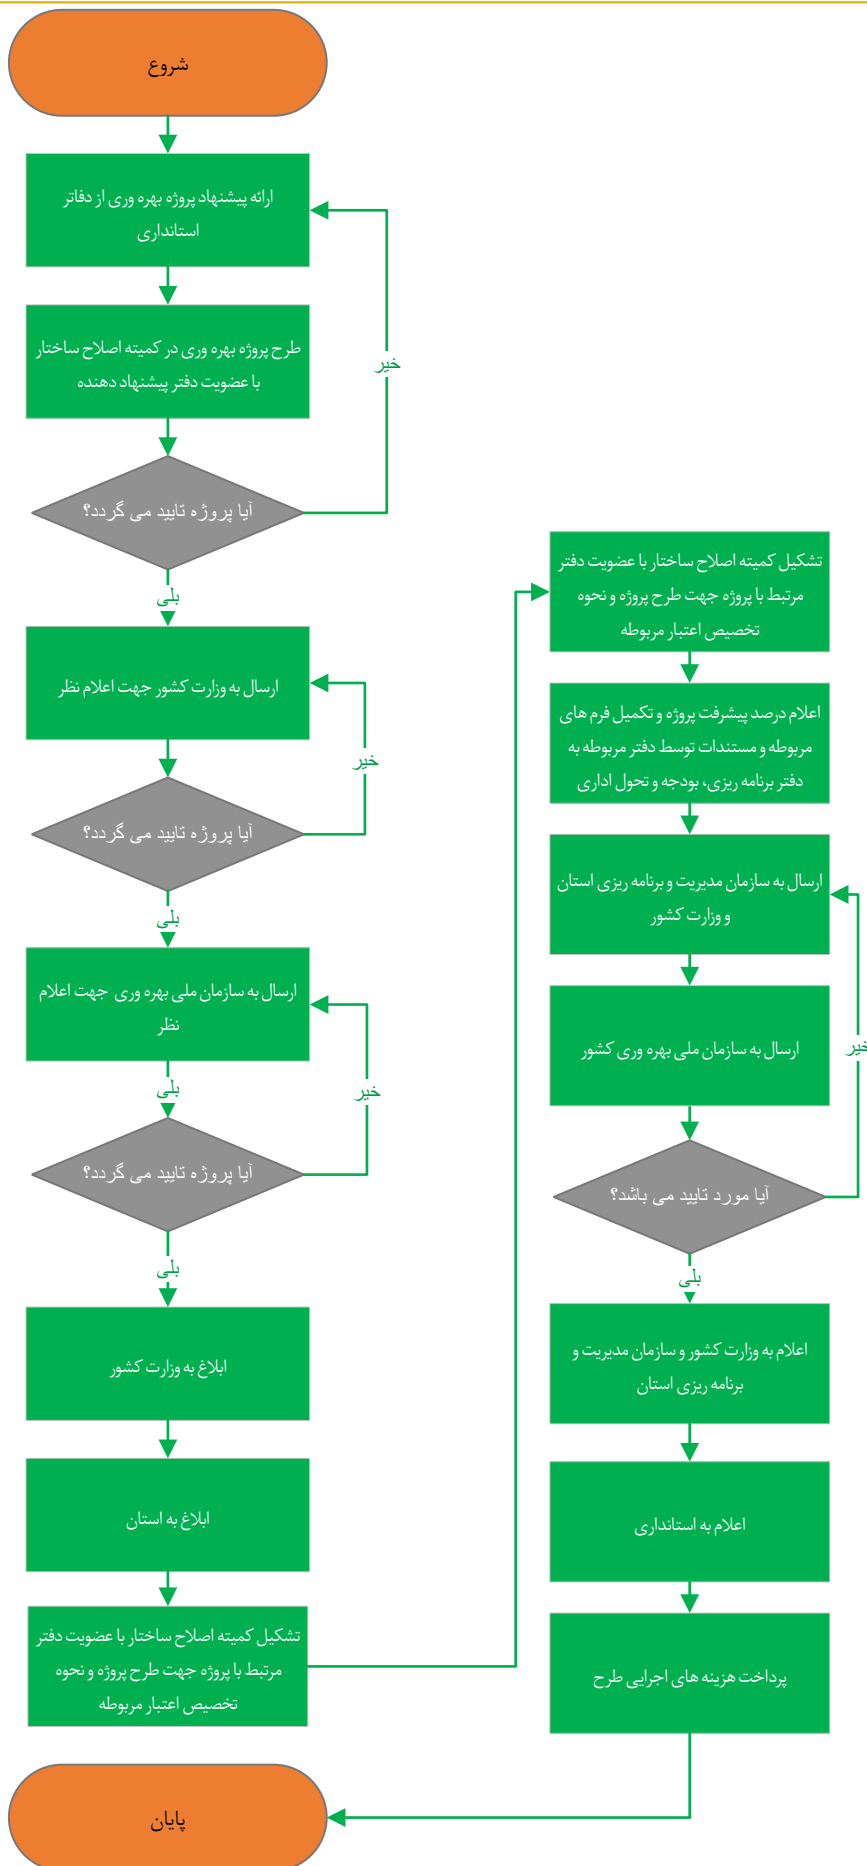 شروع
ارائه پیشنهاد پروژه بهره وری از دفاتر
استانداری
طرح پروژه بهره وری در کمیته اصلاح ساختار
با عضویت دفتر پیشنهاد دهنده
خیر
آیا پروژه تایید می گردد؟
بلی
ارسال به وزارت کشور جهت اعلام نظر
خیر
آیا پروژه تایید می گردد؟
بلی
ارسال به سازمان ملی بهره وری جهت اعلام
نظر
بلی
خیر
آیا پروژه تایید می گردد؟
بلی
ابلاغ به وزارت کشور
ابلاغ به استان
تشکیل کمیته اصلاح ساختار با عضویت دفتر
مرتبط با پروژه جهت طرح پروژه و نحوه
تخصیص اعتبار مربوطه
تشکیل کمیته اصلاح ساختار با عضویت دفتر
مرتبط با پروژه جهت طرح پروژه و نحوه
تخصیص اعتبار مربوطه
اعلام درصد پیشرفت پروژه و تکمیل فرم های
مربوطه و مستندات توسط دفتر مربوطه به
دفتر برنامه ریزی، بودجه و تحول اداری
ارسال به سازمان مدیریت و برنامه ریزی استان
و وزارت کشور
ارسال به سازمان ملی بهره وری کشور
خیر
آیا مورد تایید می باشد؟
بلی
اعلام به وزارت کشور و سازمان مدیریت و
برنامه ریزی استان
اعلام به استانداری
پرداخت هزینه های اجرایی طرح
پایان